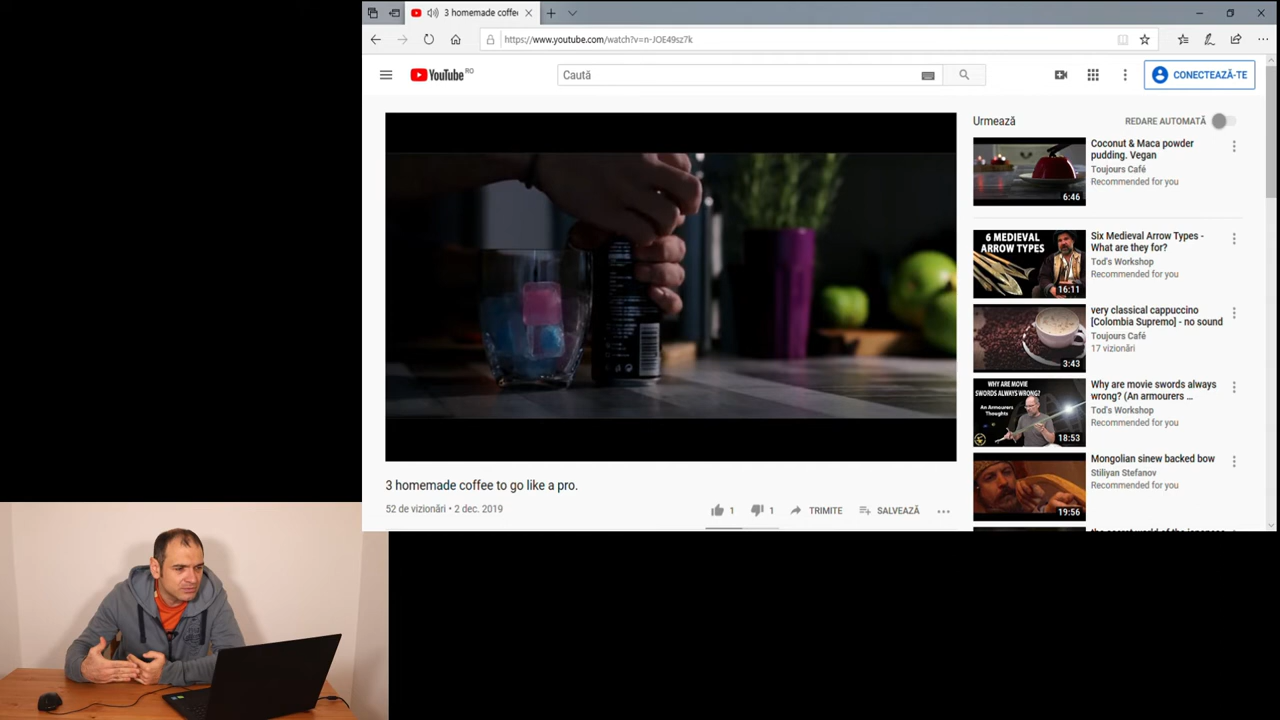 3 homemade coffe
https://www.youtube.com/watch?v=n-JOE49sz7k
YouTube RO
Caută
CONECTEAZĂ-TE
Urmează
REDARE AUTOMATĂ
Coconut & Maca powder
pudding. Vegan
Toujours Café
Recommended for you
6:46
6 MEDIEVAL
ARROW TYPES
16:11
Six Medieval Arrow Types -
What are they for?
Tod's Workshop
Recommended for you
very classical cappuccino
[Colombia Supremo] - no sound
Toujours Café
17 vizionări
3:43
WHY ARE MOVIE
SWORDS ALWAYS WRONG?
An Armourers
Thoughts
18:53
Why are movie swords always
wrong? (An armourers ...
Tod's Workshop
Recommended for you
Mongolian sinew backed bow
Stiliyan Stefanov
Recommended for you
19:56
3 homemade coffee to go like a pro.
52 de vizionări • 2 dec. 2019
1
1
TRIMITE
SALVEAZĂ